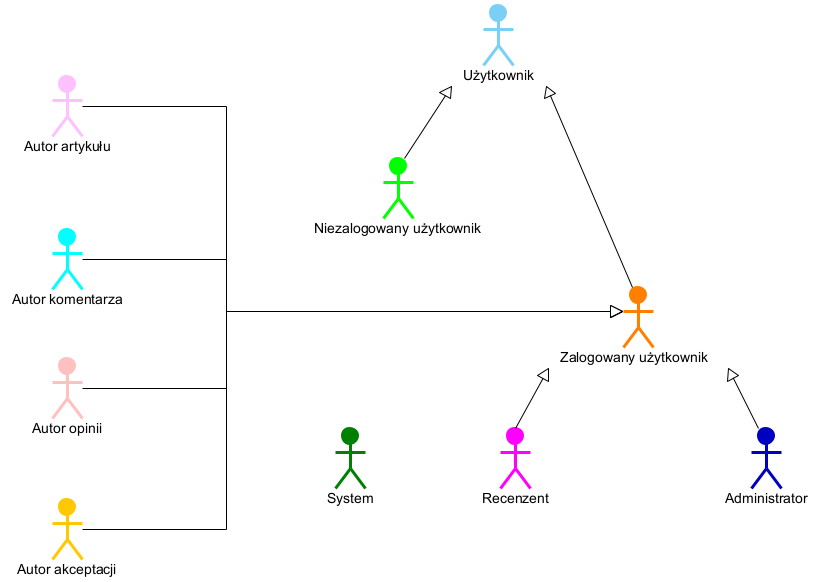 Użytkownik
Autor artykułu
Niezalogowany użytkownik
Autor komentarza
Zalogowany użytkownik
Autor opinii
System
Recenzent
Administrator
Autor akceptacji